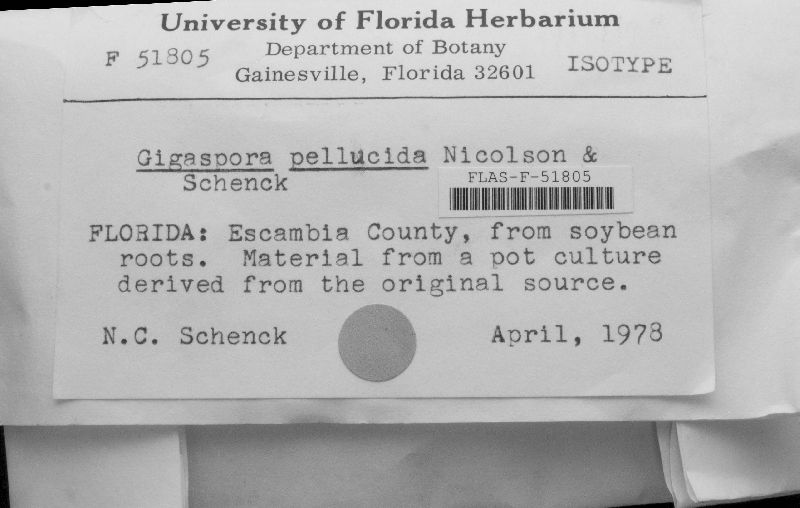 University of Florida Herbarium
F 51805
Department of Botany
Gainesville, Florida 32601
ISOTYPE
Gigaspora pellucida Nicolson &
Schenck
FLAS-F-51805
FLORIDA: Escambia County, from soybean
roots. Material from a pot culture
derived from the original source.
N.C. Schenck
April, 1978